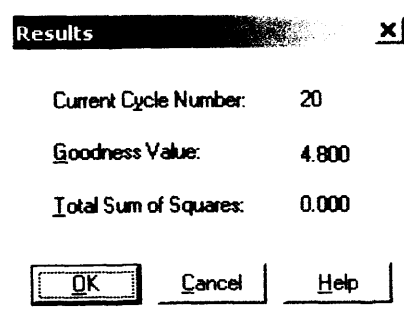 Results
Current Cycle Number: 20
Goodness Value: 4.800
Total Sum of Squares: 0.000
OK Cancel Help